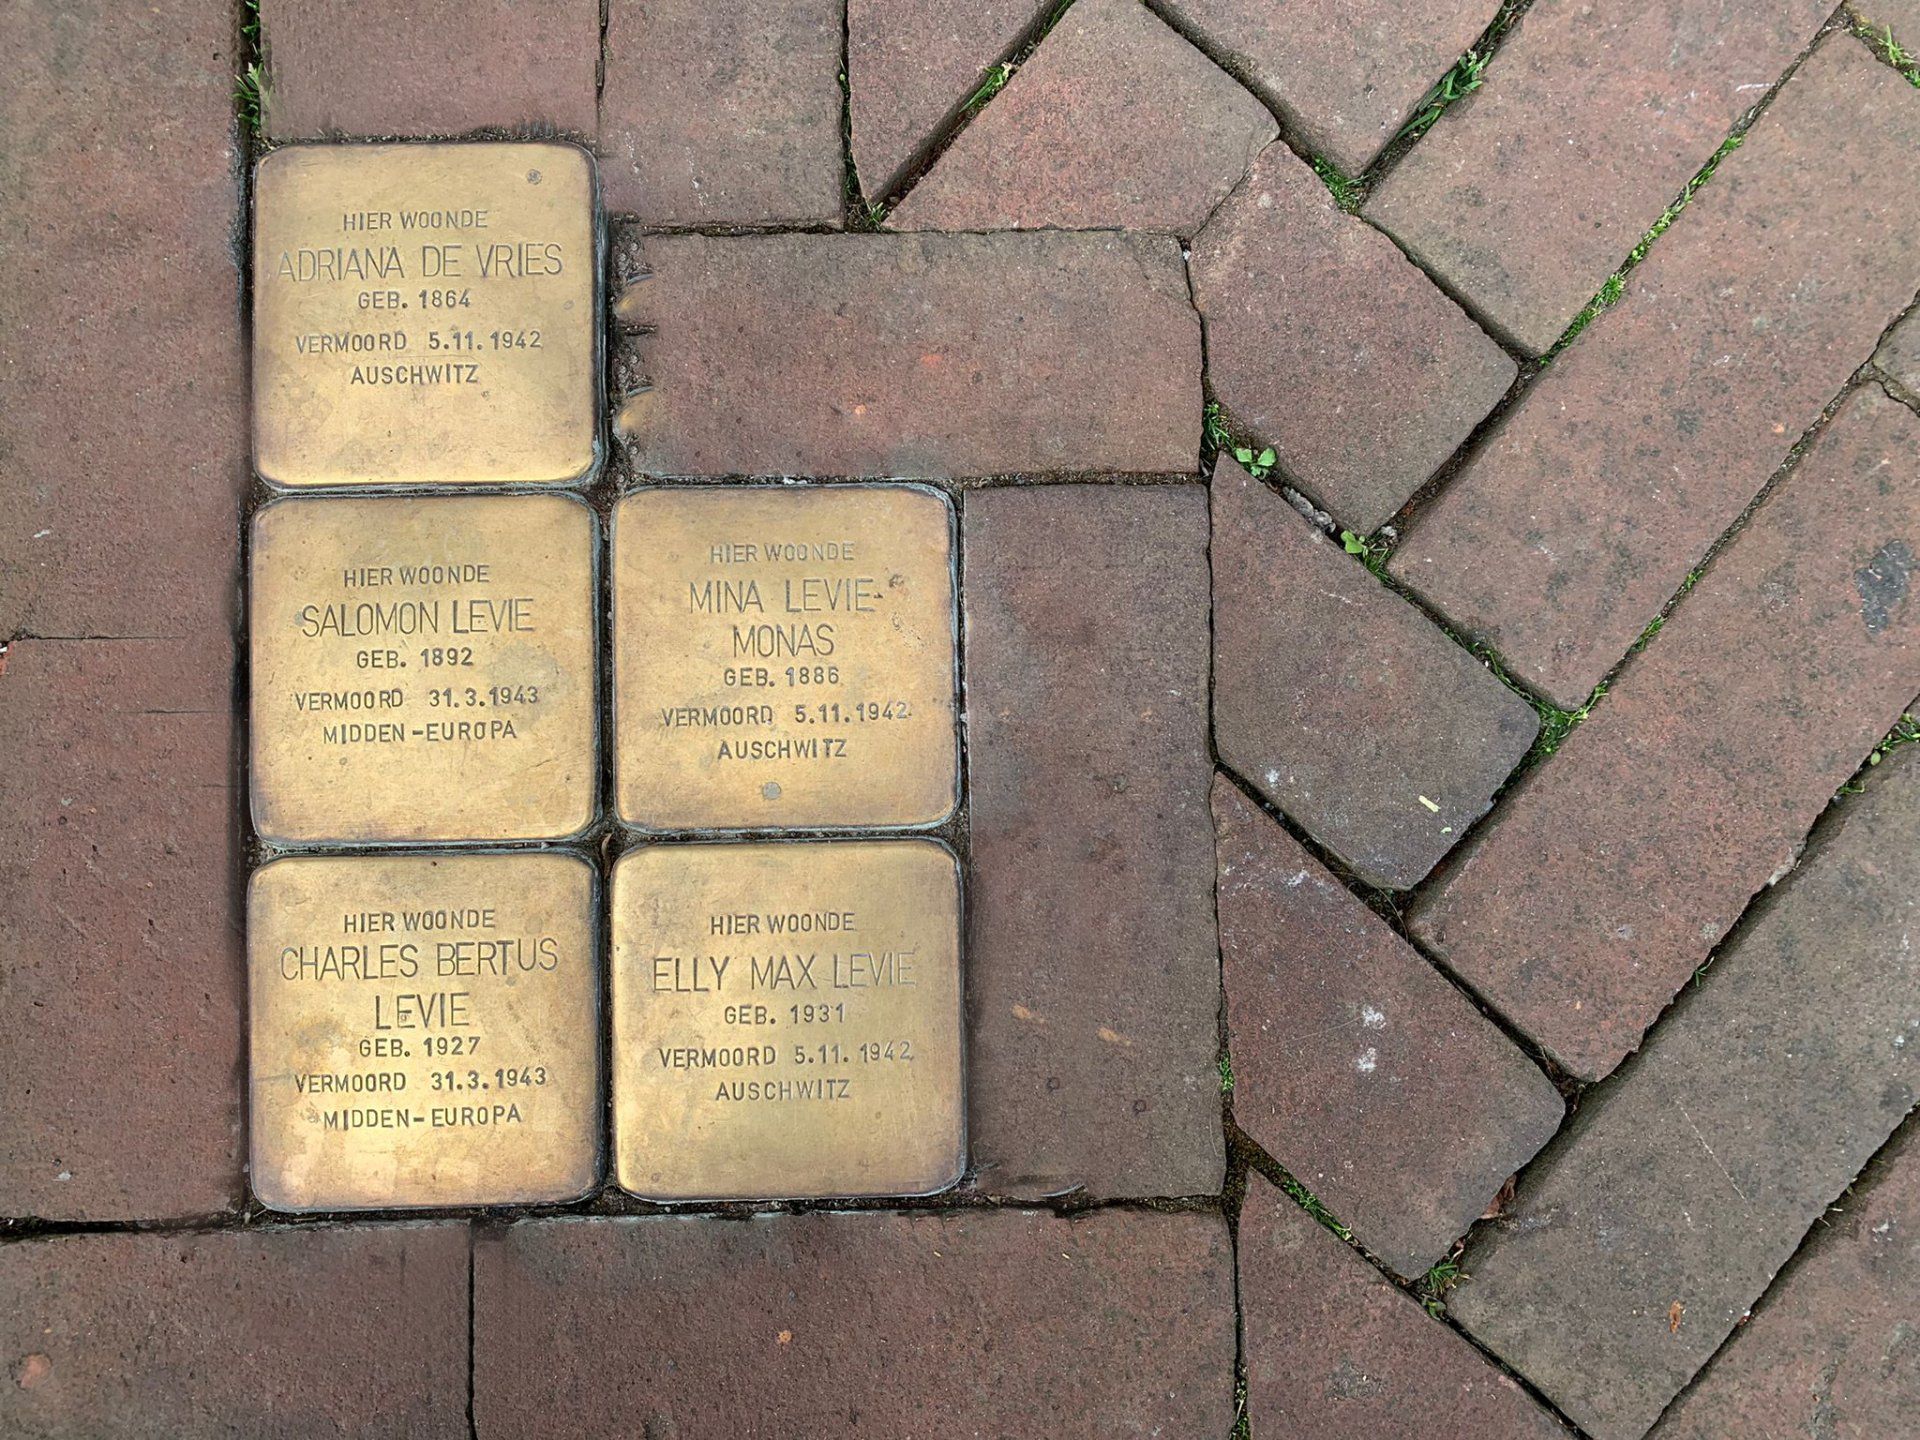 HIER WOONDE
ADRIANA DE VRIES
GEB. 1864
VERMOORD 5.11.1942
AUSCHWITZ
HIER WOONDE
SALOMON LEVIE
GEB. 1892
VERMOORD 31.3.1943
MIDDEN-EUROPA
HIER WOONDE
MINA LEVIE-
MONAS
GEB. 1886
VERMOORD 5.11.1942
AUSCHWITZ
HIER WOONDE
CHARLES BERTUS
LEVIE
GEB. 1927
VERMOORD 31.3.1943
MIDDEN-EUROPA
HIER WOONDE
ELLY MAX LEVIE
GEB. 1931
VERMOORD 5.11.1942
AUSCHWITZ